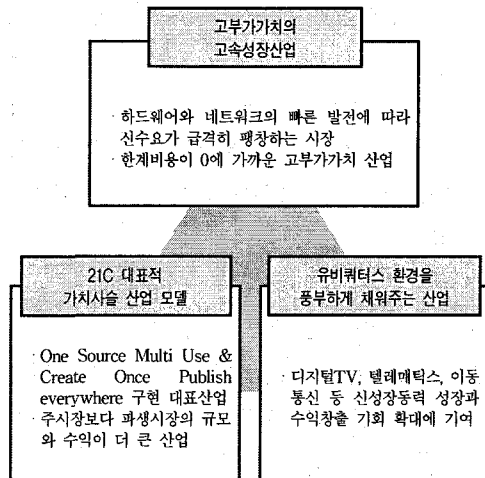 고부가가치의
고속성장산업
· 하드웨어와 네트워크의 빠른 발전에 따라
신수요가 급격히 팽창하는 시장
· 한계비용이 0에 가까운 고부가가치 산업
21C 대표적
가치사슬 산업 모델
· One Source Multi Use &
Create Once Publish
everywhere 구현 대표산업
· 주시장보다 파생시장의 규모
와 수익이 더 큰 산업
유비쿼터스 환경을
풍부하게 채워주는 산업
· 디지털TV, 텔레매틱스, 이동
통신 등 신성장동력 성장과
수익창출 기회 확대에 기여